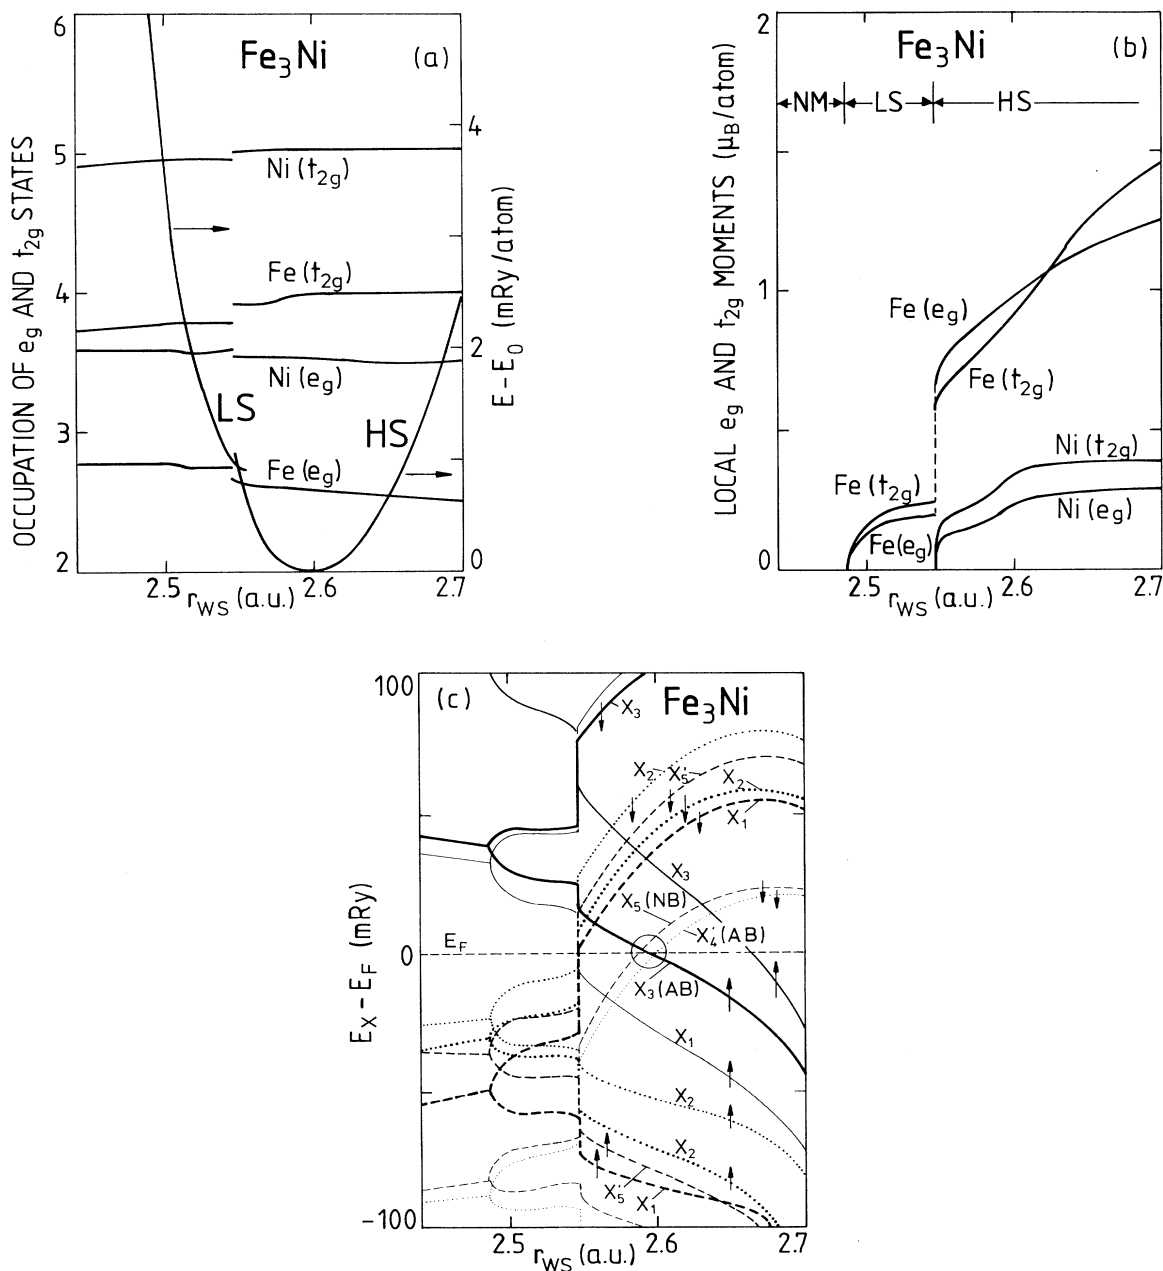 Fe3Ni (a)
OCCUPATION OF eg AND t2g STATES
6
5
4
3
2
Ni (t2g)
Fe (t2g)
Ni (eg)
Fe (eg)
LS
HS
4
2
0
E-E0 (mRy/atom)
2.5 2.6 2.7
rWS (a.u.)
Fe3Ni (b)
LOCAL eg AND t2g MOMENTS (μB/atom)
2
1
0
NM LS HS
Fe (eg)
Fe (t2g)
Fe (t2g)
Fe (eg)
Ni (t2g)
Ni (eg)
2.5 2.6 2.7
rWS (a.u.)
(c) Fe3Ni
EX - EF (mRy)
100
0
-100
EF
X3
X2 X5 X2
X1
X3
X5 (NB)
X4' (AB)
X3 (AB)
X1
X2
X2
X5
X1
2.5 2.6 2.7
rWS (a.u.)